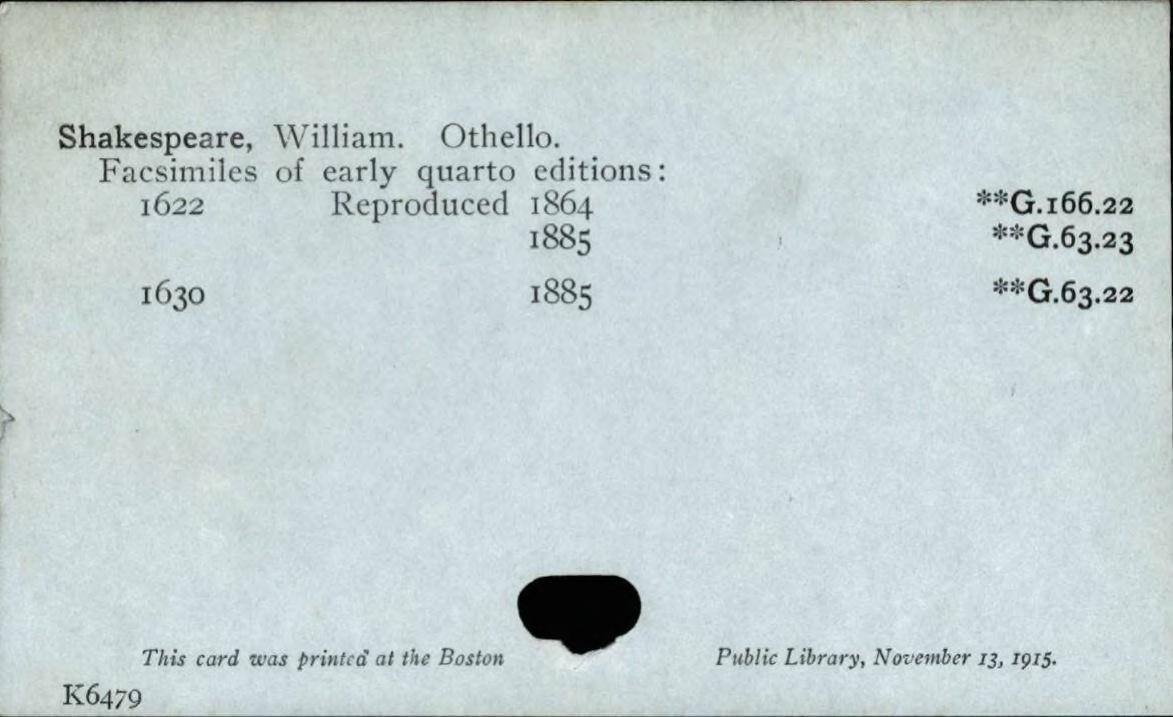 Shakespeare, William. Othello.
Facsimiles of early quarto editions:
1622 Reproduced 1864 **G.166.22
1885 **G.63.23
1630 1885 **G.63.22
This card was printed at the Boston Public Library, November 13, 1915.
K6479